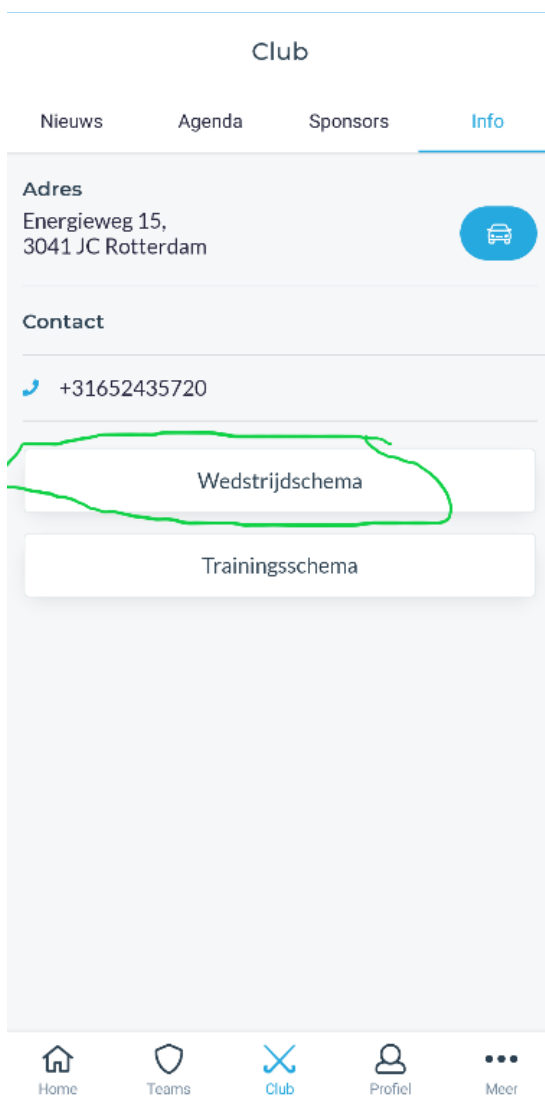 Club
Nieuws Agenda Sponsors Info
Adres
Energieweg 15,
3041 JC Rotterdam
Contact
+31652435720
Wedstrijdschema
Trainingsschema
Home Teams Club Profiel Meer